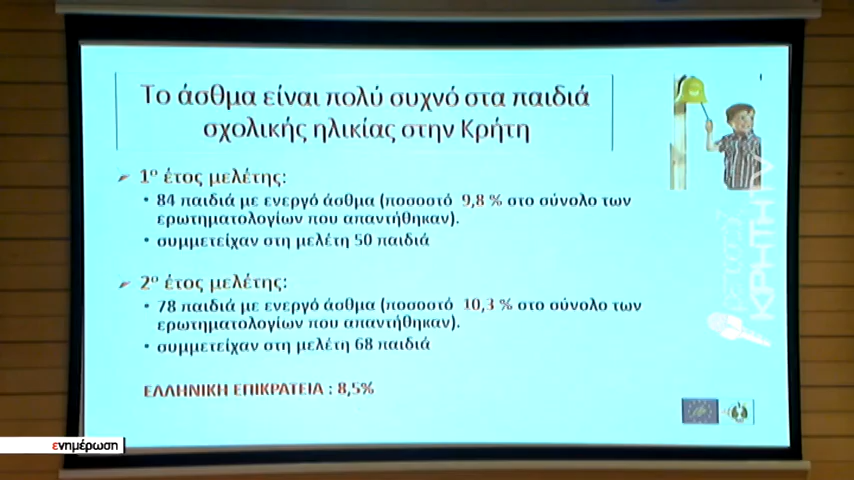 Το άσθμα είναι πολύ συχνό στα παιδιά
σχολικής ηλικίας στην Κρήτη
1ο έτος μελέτης:
• 84 παιδιά με ενεργό άσθμα (ποσοστό 9,8 % στο σύνολο των
ερωτηματολογίων που απαντήθηκαν).
• συμμετείχαν στη μελέτη 50 παιδιά
2ο έτος μελέτης:
• 78 παιδιά με ενεργό άσθμα (ποσοστό 10,3 % στο σύνολο των
ερωτηματολογίων που απαντήθηκαν).
• συμμετείχαν στη μελέτη 68 παιδιά
ΕΛΛΗΝΙΚΗ ΕΠΙΚΡΑΤΕΙΑ : 8,5%
ΚΡΗΤΗ TV
ενημέρωση